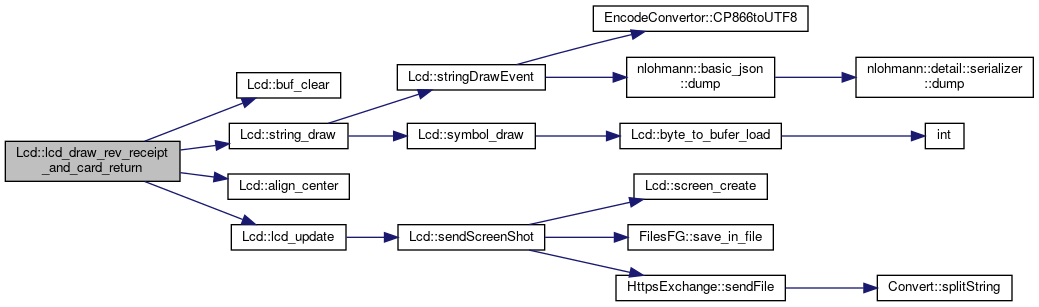 Lcd::lcd_draw_rev_receipt
_and_card_return
Lcd::buf_clear
Lcd::string_draw
Lcd::align_center
Lcd::lcd_update
Lcd::stringDrawEvent
Lcd::symbol_draw
Lcd::sendScreenShot
EncodeConvertor::CP866toUTF8
nlohmann::basic_json
::dump
Lcd::byte_to_bufer_load
Lcd::screen_create
FilesFG::save_in_file
HttpsExchange::sendFile
nlohmann::detail::serializer
::dump
int
Convert::splitString